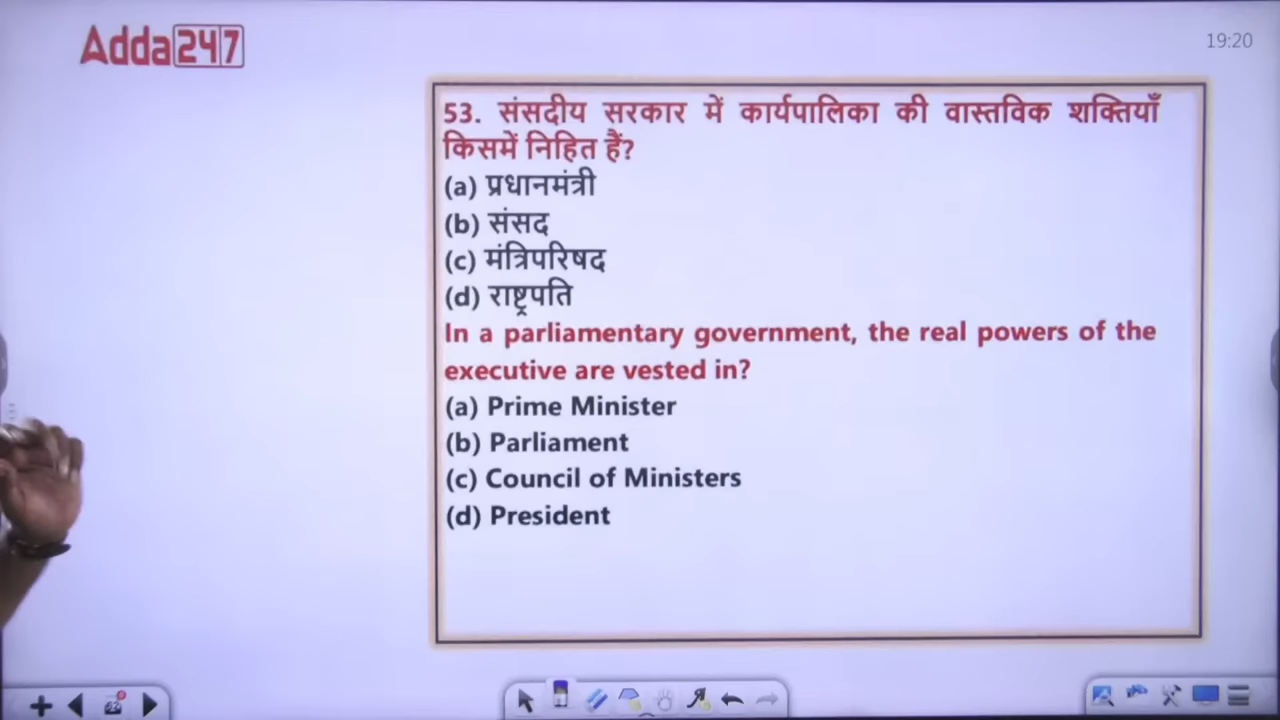 Adda247
19:20
53. संसदीय सरकार में कार्यपालिका की वास्तविक शक्तियाँ
किसमें निहित हैं?
(a) प्रधानमंत्री
(b) संसद
(c) मंत्रिपरिषद
(d) राष्ट्रपति
In a parliamentary government, the real powers of the
executive are vested in?
(a) Prime Minister
(b) Parliament
(c) Council of Ministers
(d) President